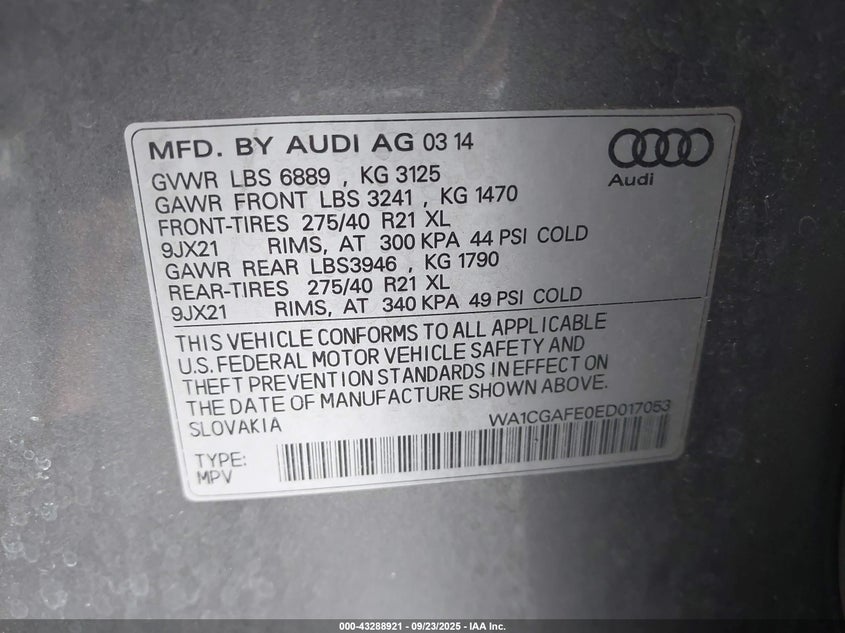 MFD. BY AUDI AG 03 14
Audi
GVWR LBS 6889 , KG 3125
GAWR FRONT LBS 3241 , KG 1470
FRONT-TIRES 275/40 R21 XL
9JX21 RIMS, AT 300 KPA 44 PSI COLD
GAWR REAR LBS3946 , KG 1790
REAR-TIRES 275/40 R21 XL
9JX21 RIMS, AT 340 KPA 49 PSI COLD
THIS VEHICLE CONFORMS TO ALL APPLICABLE
U.S. FEDERAL MOTOR VEHICLE SAFETY AND
THEFT PREVENTION STANDARDS IN EFFECT ON
THE DATE OF MANUFACTURE SHOWN ABOVE.
SLOVAKIA WA1CGAFE0ED017053
TYPE:
MPV
000-43288921 - 09/23/2025 - IAA Inc.